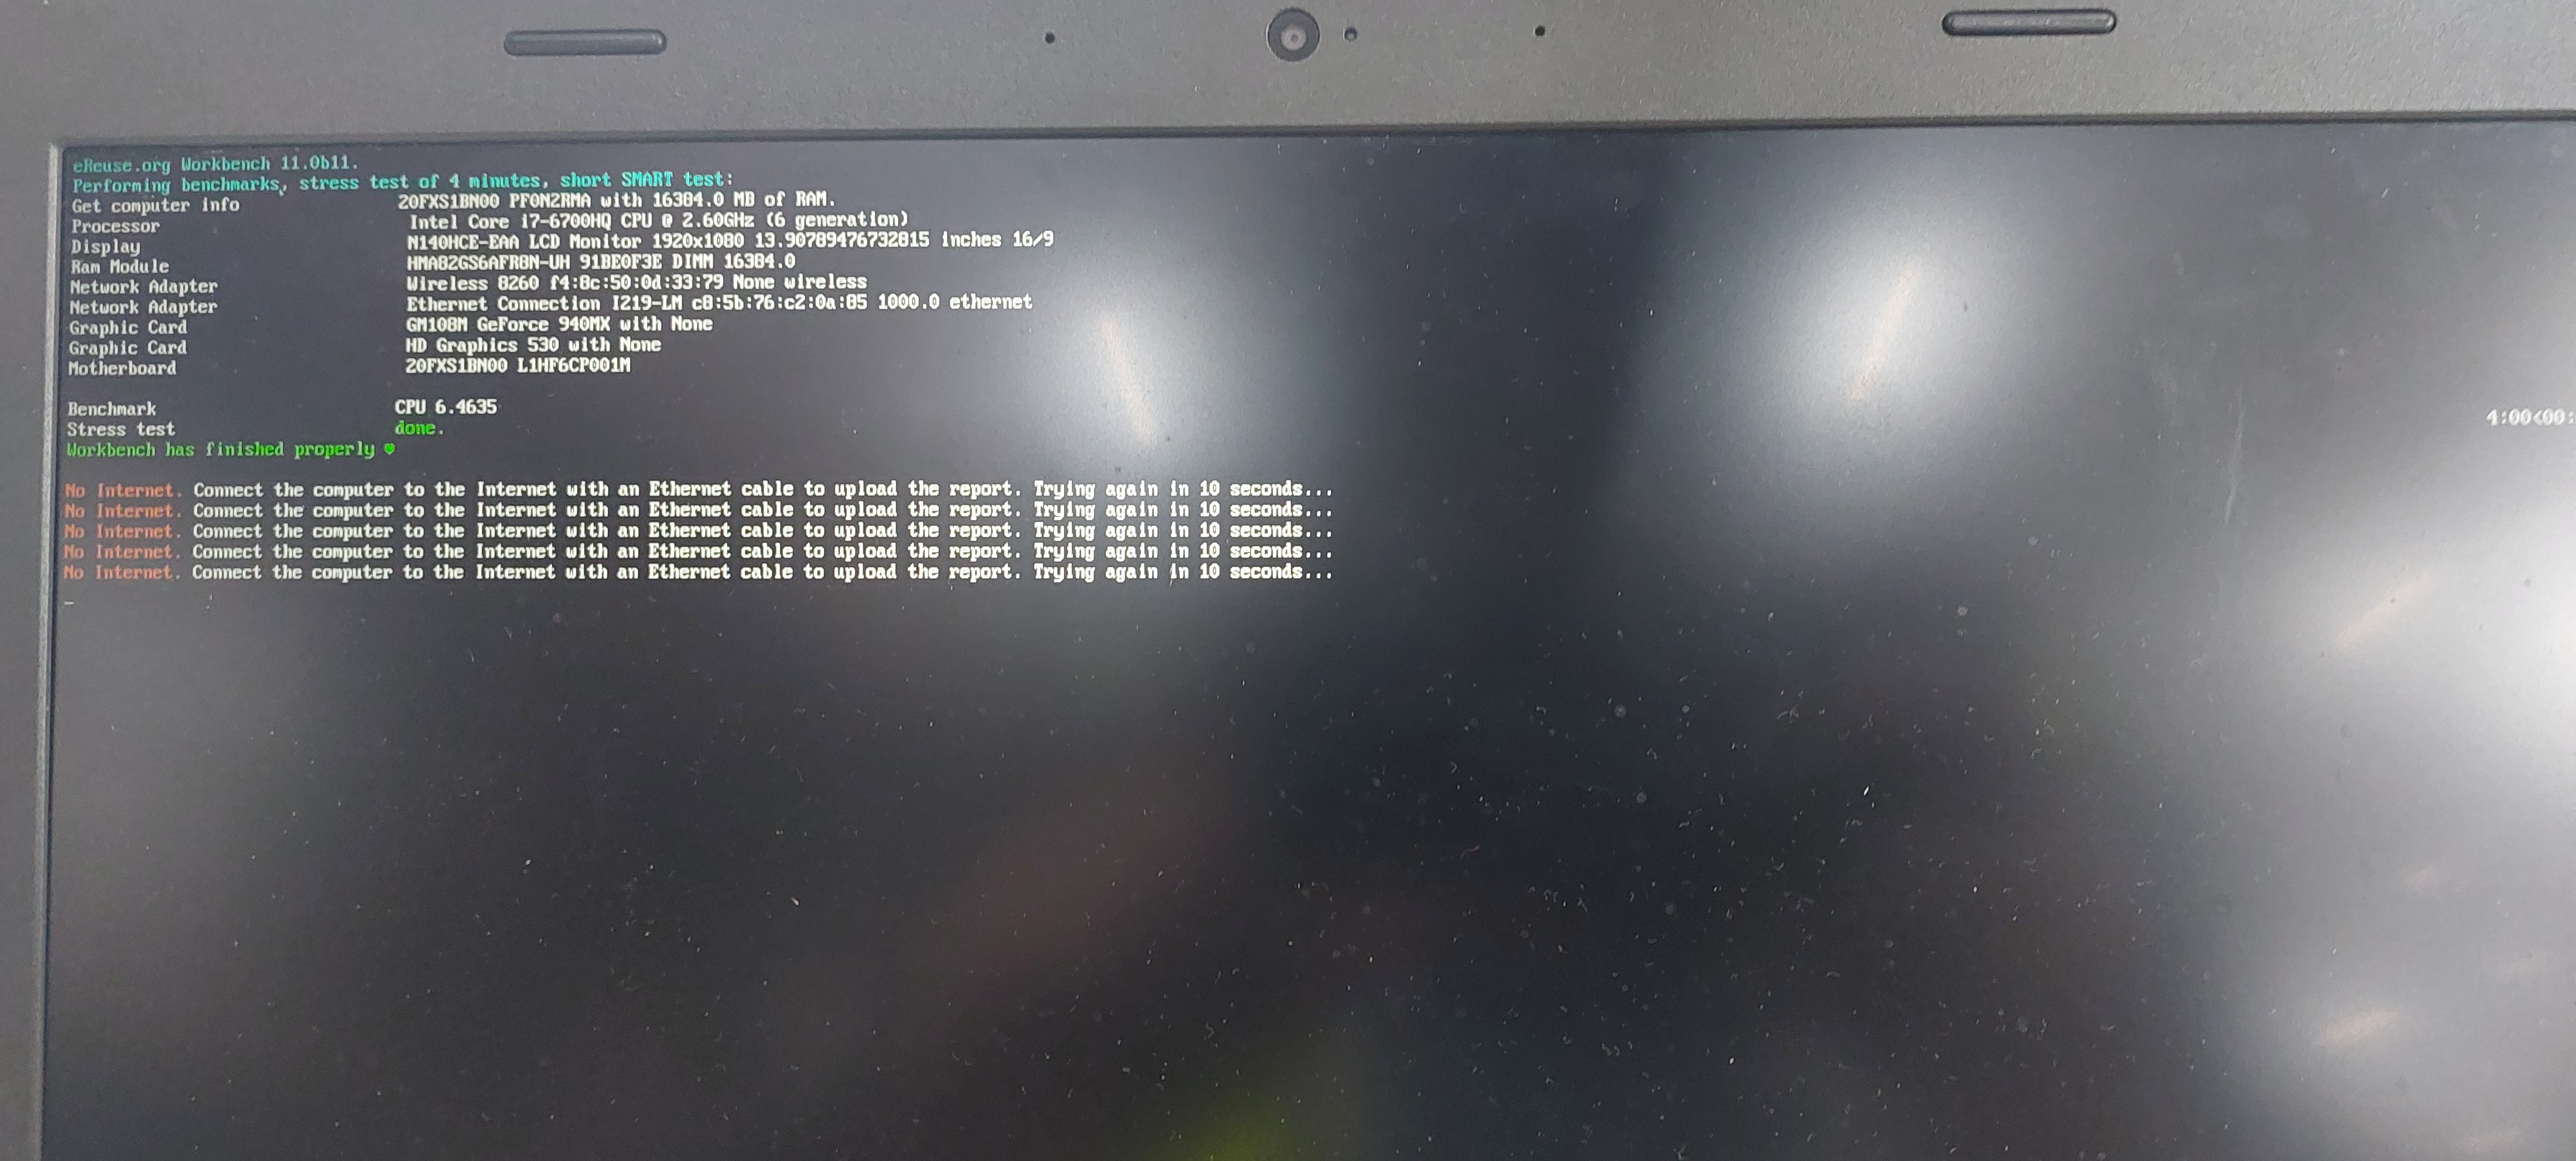 eReuse.org Workbench 11.0b11.
Performing benchmarks, stress test of 4 minutes, short SMART test:
Get computer info 20FXS1BN00 PF0N2RMA with 16384.0 MB of RAM.
Processor Intel Core i7-6700HQ CPU @ 2.60GHz (6 generation)
Display N140HCE-EAA LCD Monitor 1920x1080 13.90789476732815 inches 16/9
Ram Module HMA82GS6AFR8N-UH 91BE0F3E DIMM 16384.0
Network Adapter Wireless 8260 f4:8c:50:0d:33:79 None wireless
Network Adapter Ethernet Connection I219-LM c8:5b:76:c2:0a:85 1000.0 ethernet
Graphic Card GM108M GeForce 940MX with None
Graphic Card HD Graphics 530 with None
Motherboard 20FXS1BN00 L1HF6CP001M
Benchmark CPU 6.4635
Stress test done. 4:00<00:
Workbench has finished properly ♥
No Internet. Connect the computer to the Internet with an Ethernet cable to upload the report. Trying again in 10 seconds...
No Internet. Connect the computer to the Internet with an Ethernet cable to upload the report. Trying again in 10 seconds...
No Internet. Connect the computer to the Internet with an Ethernet cable to upload the report. Trying again in 10 seconds...
No Internet. Connect the computer to the Internet with an Ethernet cable to upload the report. Trying again in 10 seconds...
No Internet. Connect the computer to the Internet with an Ethernet cable to upload the report. Trying again in 10 seconds...